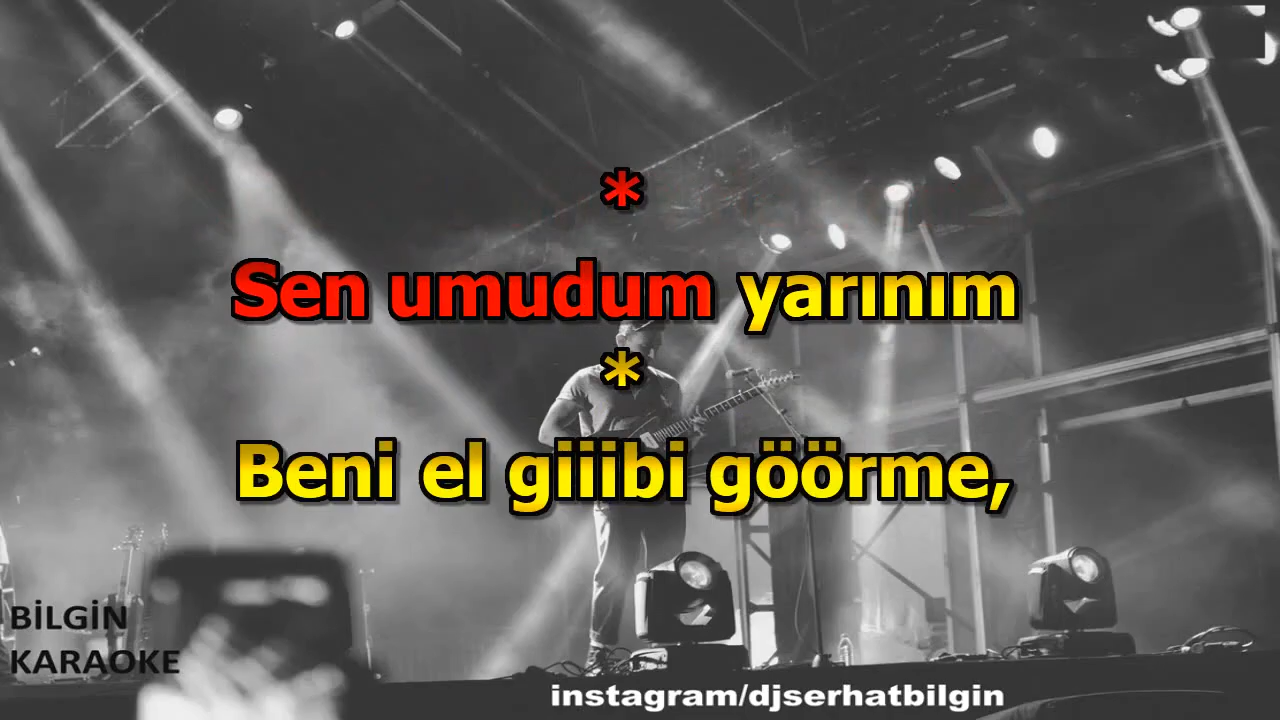 *
Sen umudum yarınım
*
Beni el giiibi göörme,
BİLGİN
KARAOKE
instagram/djserhatbilgin